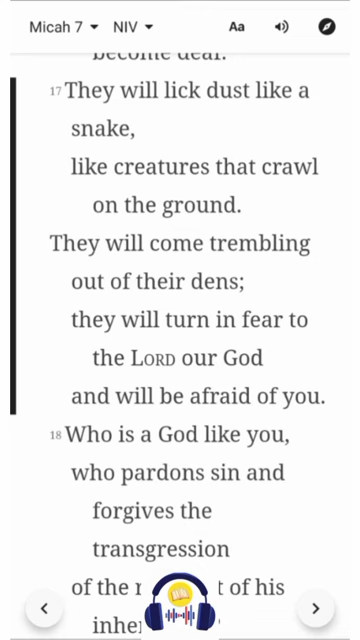 Micah 7 NIV Aa
become deaf.
17 They will lick dust like a
snake,
like creatures that crawl
on the ground.
They will come trembling
out of their dens;
they will turn in fear to
the LORD our God
and will be afraid of you.
18 Who is a God like you,
who pardons sin and
forgives the
transgression
of the of his